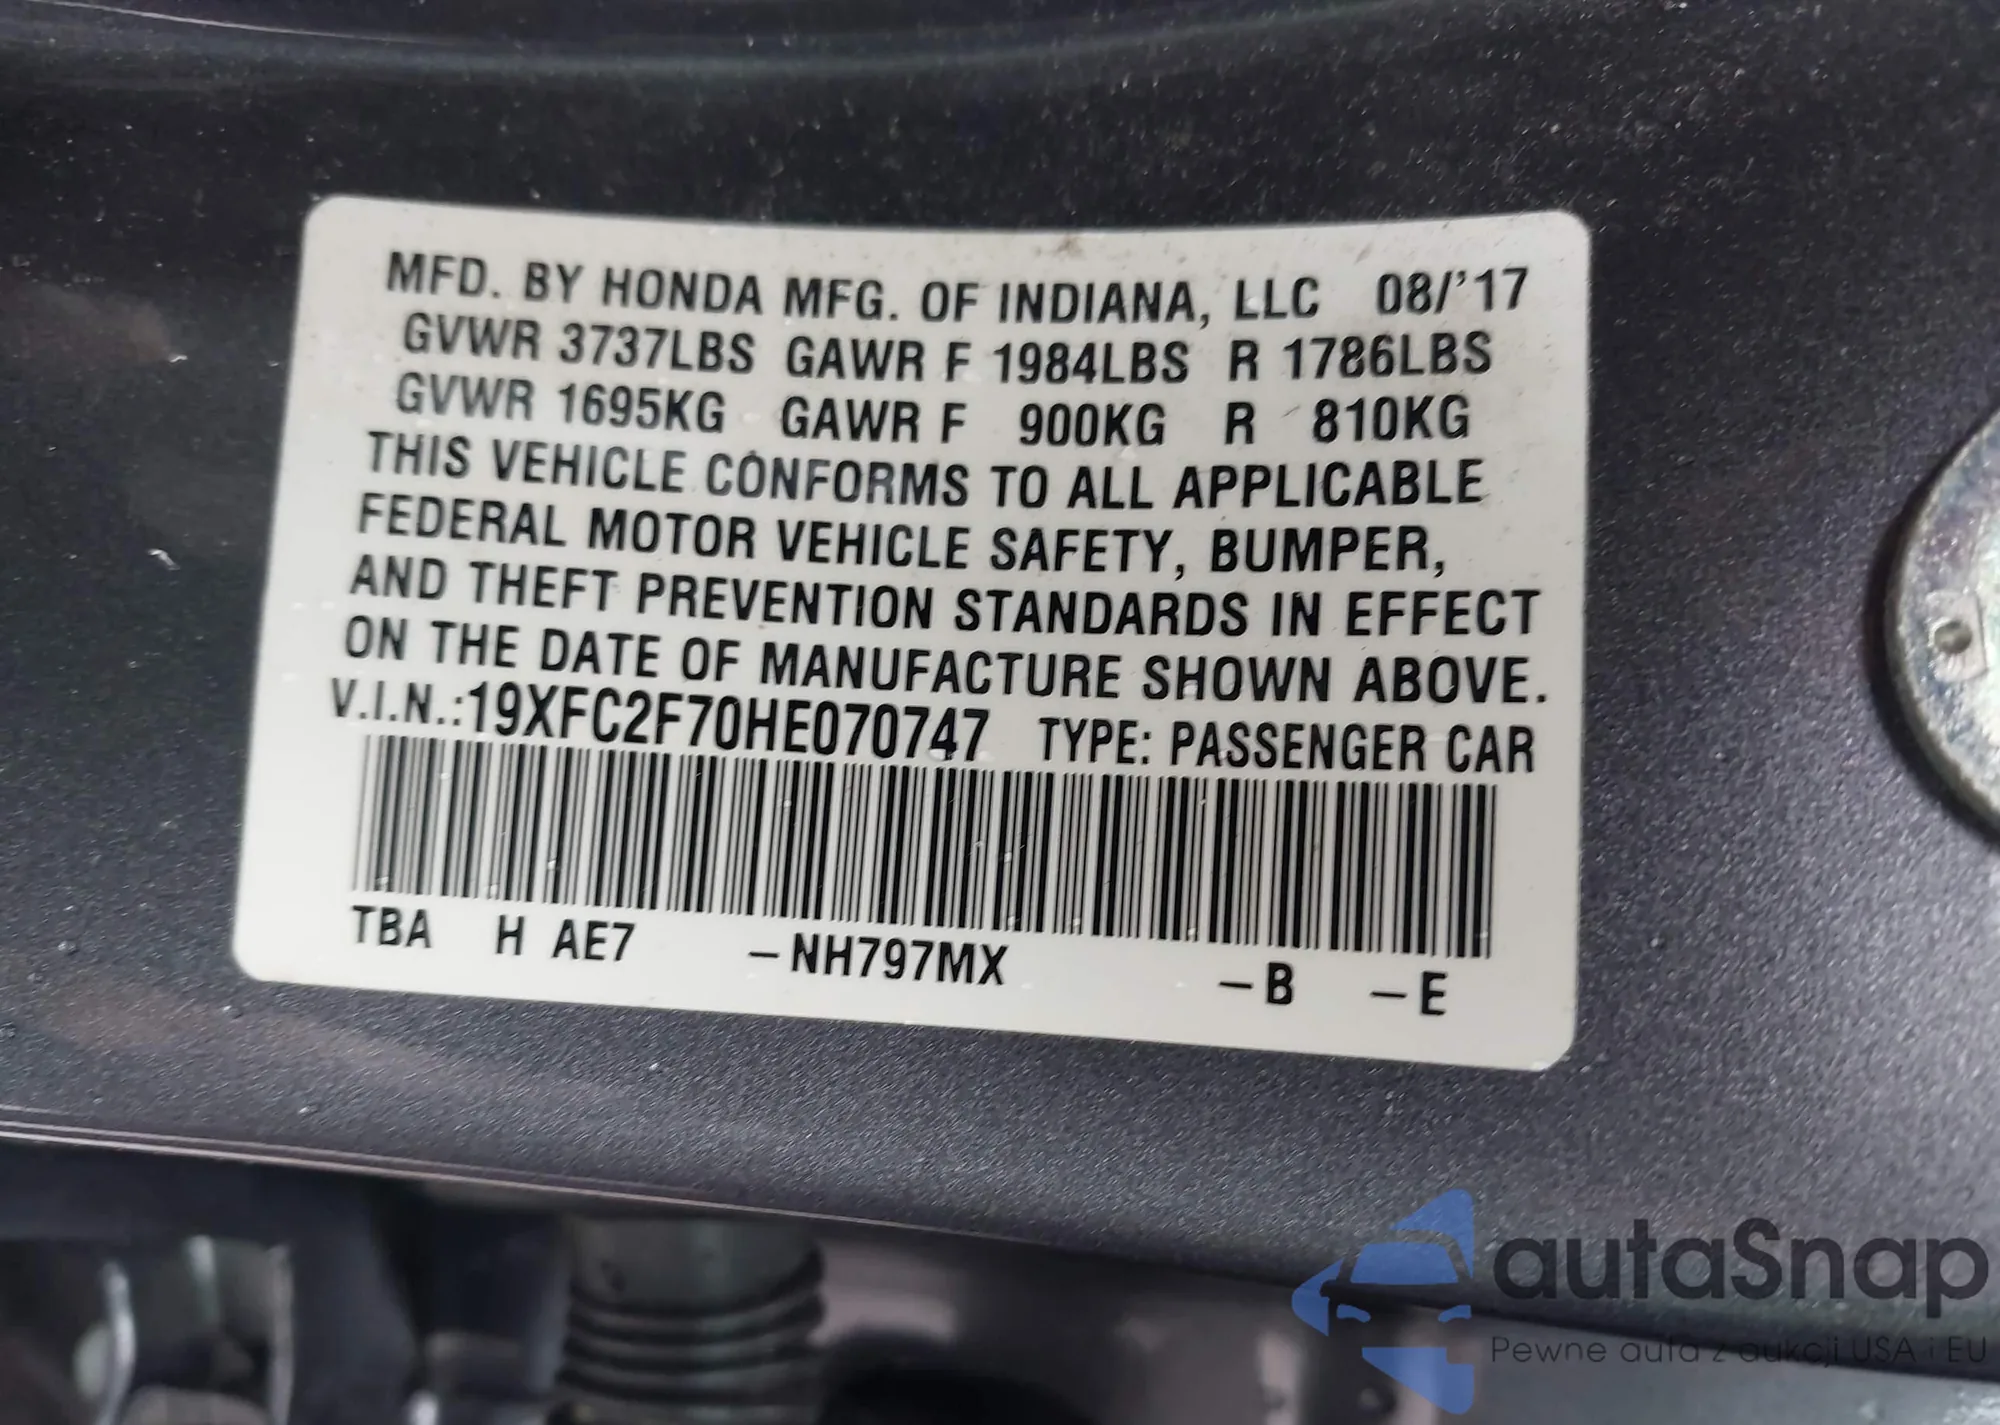 MFD. BY HONDA MFG. OF INDIANA, LLC 08/'17
GVWR 3737LBS GAWR F 1984LBS R 1786LBS
GVWR 1695KG GAWR F 900KG R 810KG
THIS VEHICLE CONFORMS TO ALL APPLICABLE
FEDERAL MOTOR VEHICLE SAFETY, BUMPER,
AND THEFT PREVENTION STANDARDS IN EFFECT
ON THE DATE OF MANUFACTURE SHOWN ABOVE.
V.I.N.:19XFC2F70HE070747 TYPE: PASSENGER CAR
TBA H AE7 -NH797MX -B -E
autaSnap
Pewne auta z aukcji USA i EU